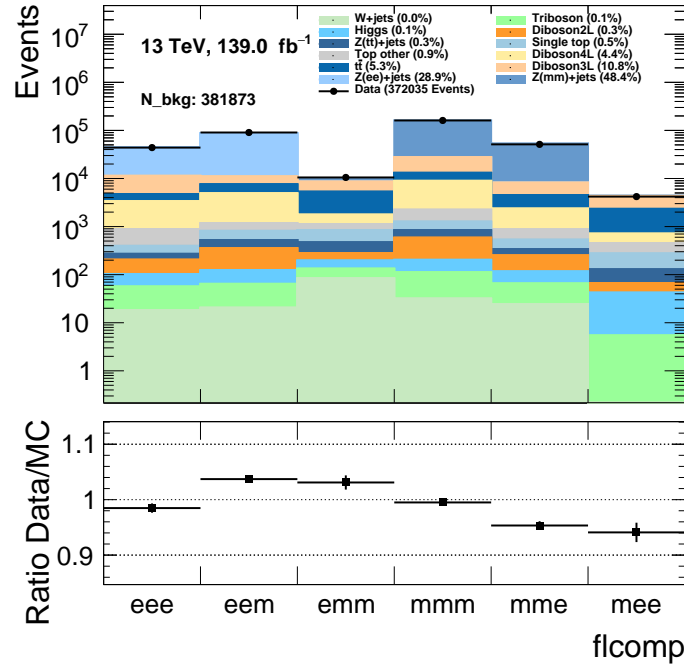 Events
10⁷
10⁶
10⁵
10⁴
10³
10²
10
1
13 TeV, 139.0 fb⁻¹
N_bkg: 381873
W+jets (0.0%)
Higgs (0.1%)
Z(tt)+jets (0.3%)
Top other (0.9%)
tt̄ (5.3%)
Z(ee)+jets (28.9%)
Data (372035 Events)
Triboson (0.1%)
Diboson2L (0.3%)
Single top (0.5%)
Diboson4L (4.4%)
Diboson3L (10.8%)
Z(mm)+jets (48.4%)
Ratio Data/MC
1.1
1
0.9
eee eem emm mmm mme mee
flcomp